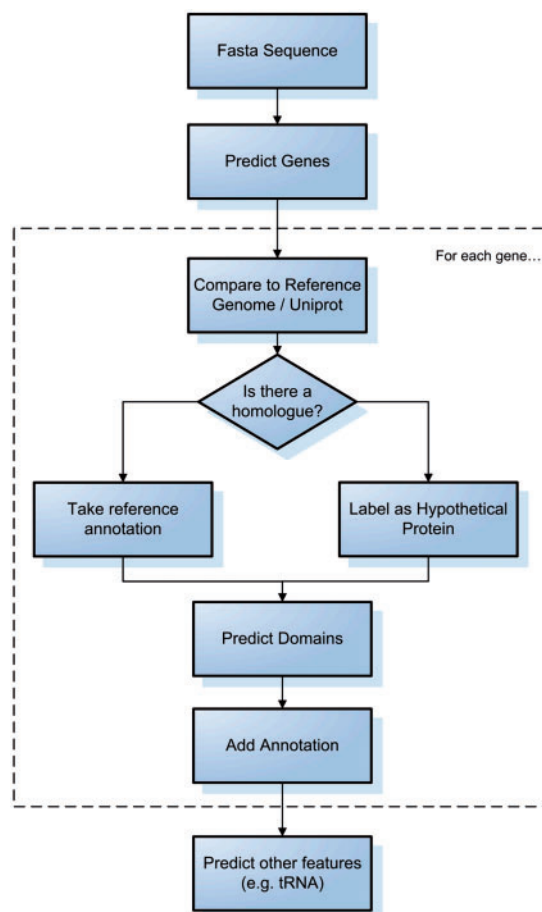 Fasta Sequence
Predict Genes
For each gene...
Compare to Reference
Genome / Uniprot
Is there a
homologue?
Take reference
annotation
Label as Hypothetical
Protein
Predict Domains
Add Annotation
Predict other features
(e.g. tRNA)